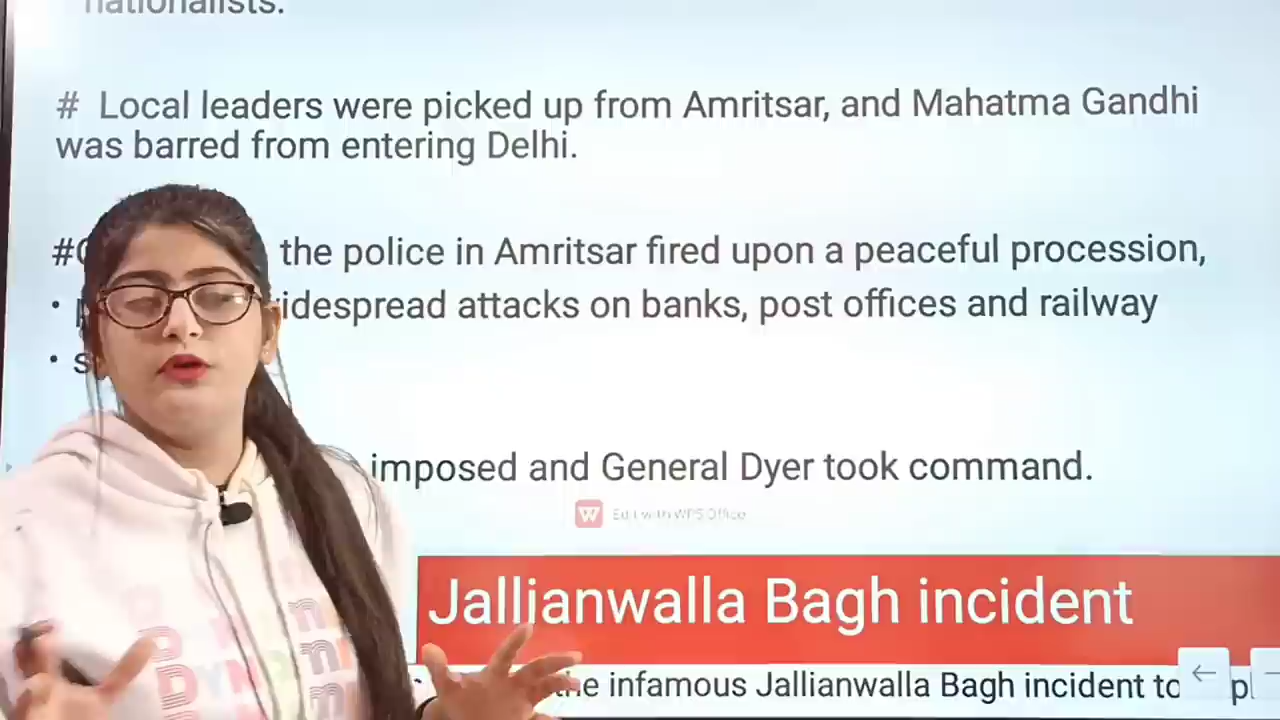 nationalists.
# Local leaders were picked up from Amritsar, and Mahatma Gandhi
was barred from entering Delhi.
# the police in Amritsar fired upon a peaceful procession,
• idespread attacks on banks, post offices and railway
• s
imposed and General Dyer took command.
W Edit with WPS Office
Jallianwalla Bagh incident
the infamous Jallianwalla Bagh incident to pl